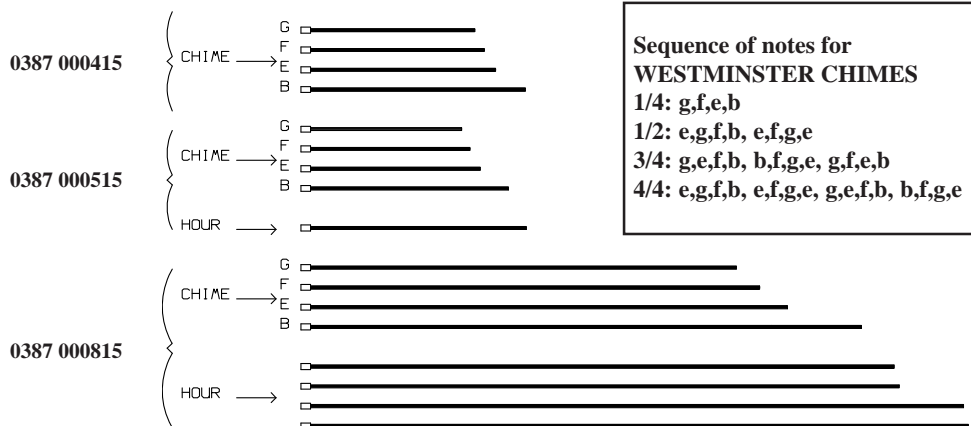 G
F
0387 000415 CHIME E
B
G
CHIME F
0387 000515 E
B
HOUR
Sequence of notes for
WESTMINSTER CHIMES
1/4: g,f,e,b
1/2: e,g,f,b, e,f,g,e
3/4: g,e,f,b, b,f,g,e, g,f,e,b
4/4: e,g,f,b, e,f,g,e, g,e,f,b, b,f,g,e
G
CHIME F
E
B
0387 000815
HOUR